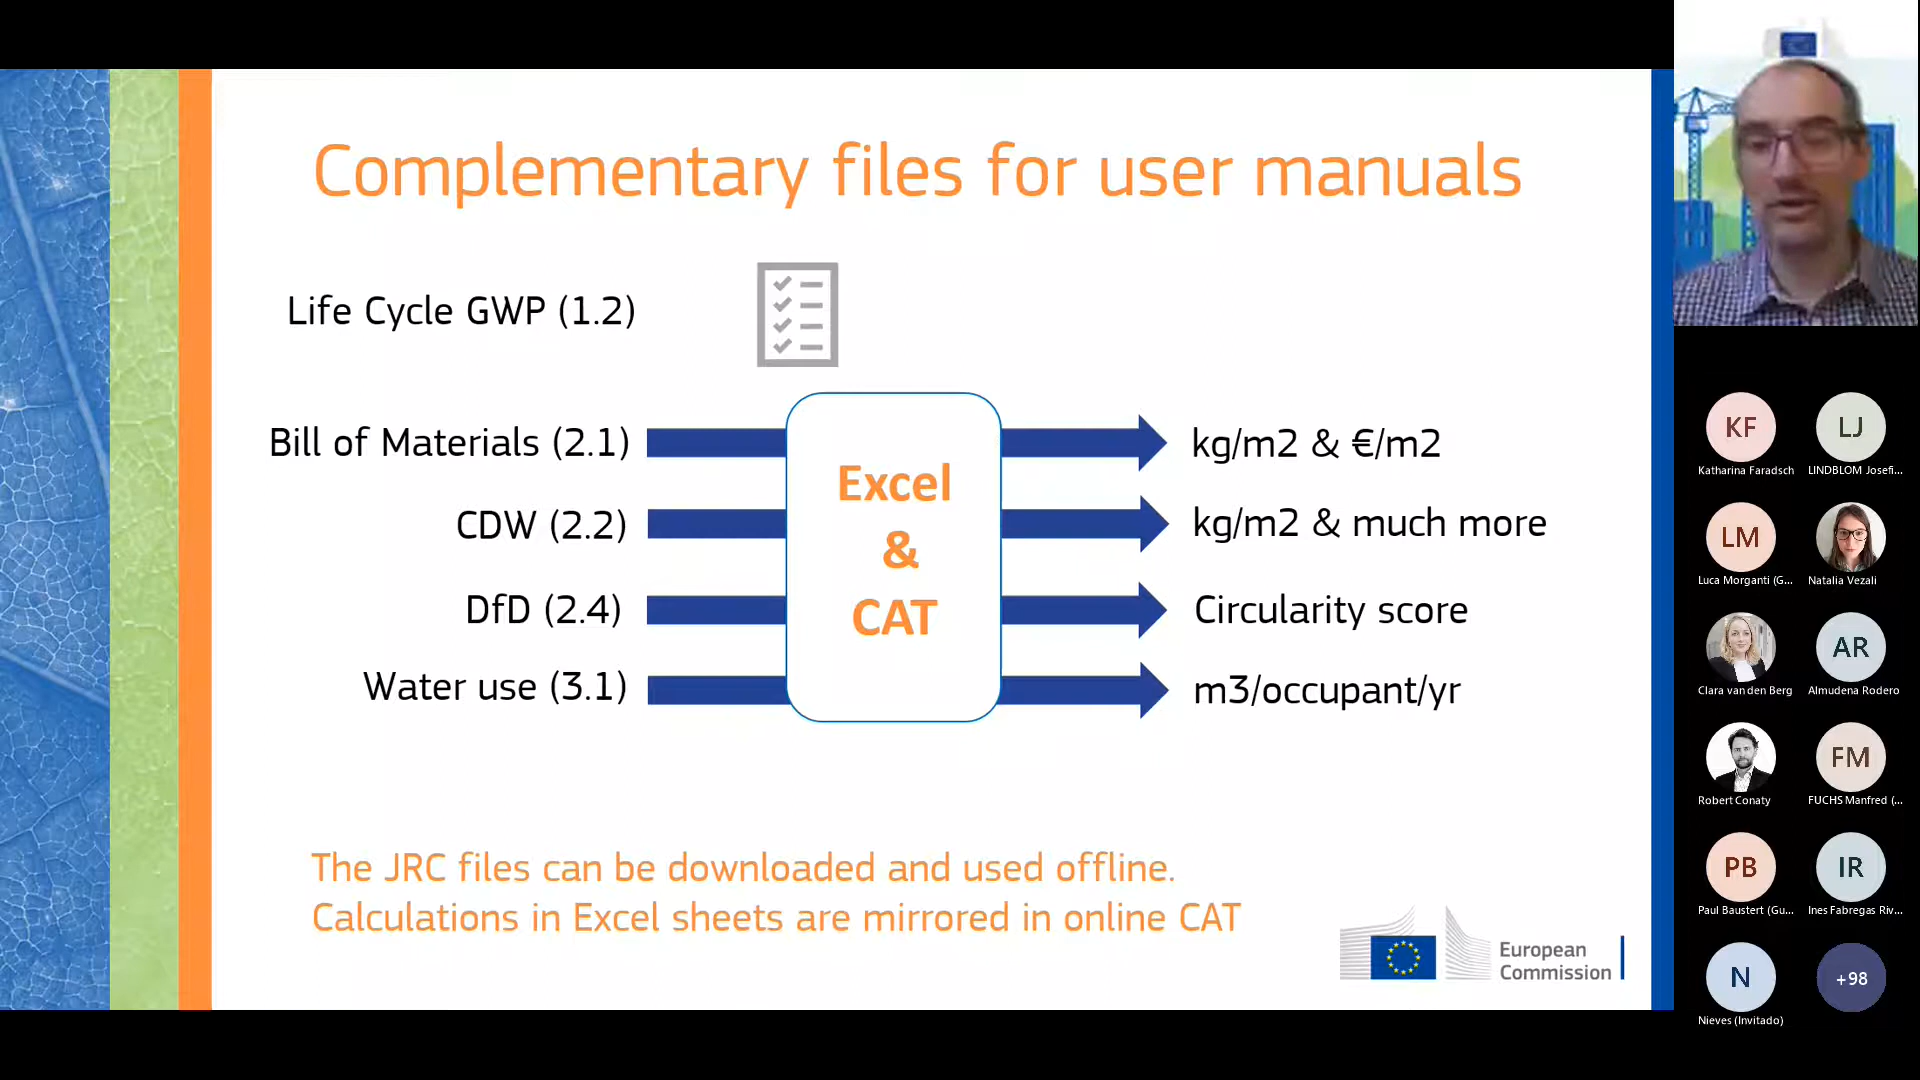 Complementary files for user manuals
Life Cycle GWP (1.2)
Bill of Materials (2.1)
kg/m2 & €/m2
CDW (2.2)
kg/m2 & much more
DfD (2.4)
Circularity score
Water use (3.1)
m3/occupant/yr
Excel
&
CAT
The JRC files can be downloaded and used offline.
Calculations in Excel sheets are mirrored in online CAT
European
Commission
KF
Katharina Faradsch
LJ
LINDBLOM Josefi...
LM
Luca Morganti (G...
Natalia Vezali
Clara van den Berg
AR
Almudena Rodero
Robert Conaty
FM
FUCHS Manfred (...
PB
Paul Baustert (Gu...
IR
Ines Fabregas Riv...
N
Nieves (Invitado)
+98